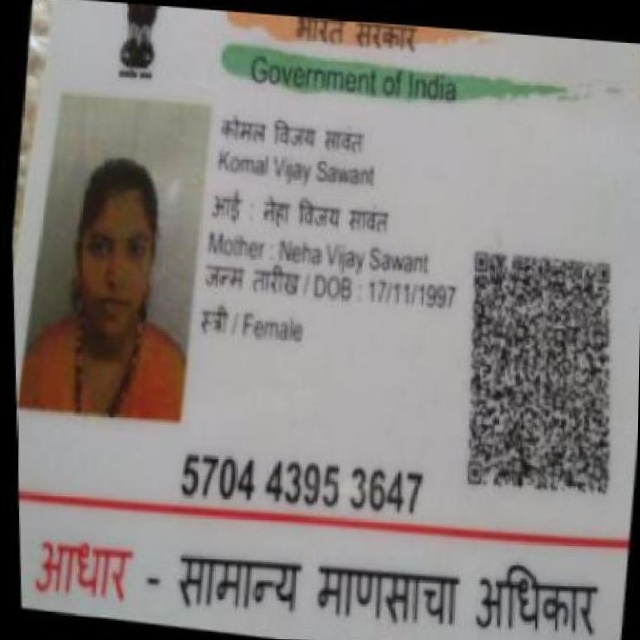 भारत सरकार
Government of India
कोमल विजय सावंत
Komal Vijay Sawant
आई : नेहा विजय सावंत
Mother : Neha Vijay Sawant
जन्म तारीख / DOB : 17/11/1997
स्त्री / Female
5704 4395 3647
आधार - सामान्य माणसाचा अधिकार